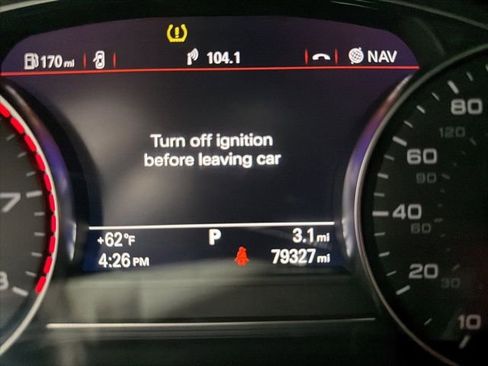 170 mi 104.1 NAV
Turn off ignition
before leaving car
+62°F P 3.1 mi
4:26 PM 79327 mi
7
8
80
120
60
90
40
60
20
30
10